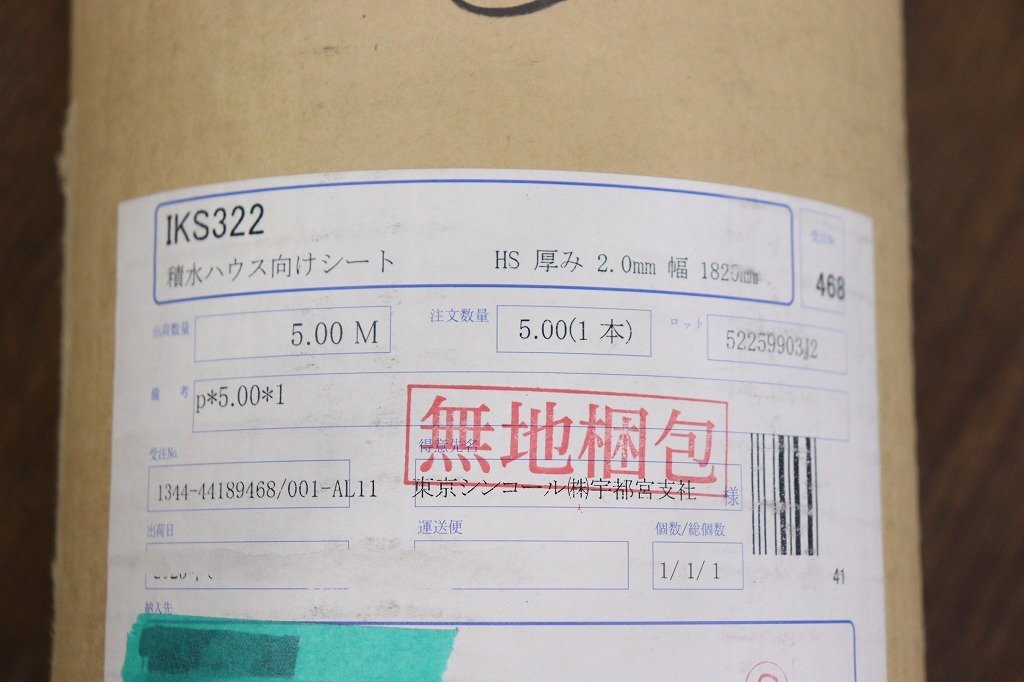 IKS322
受注No
積水ハウス向けシート HS 厚み 2.0mm 幅 1820mm
468
出荷数量 5.00 M 注文数量 5.00(1 本) ロット 52259903J2
備考 p*5.00*1
無地梱包
受注No 得意先名
1344-44189468/001-AL11 東京シンコール㈱宇都宮支社 様
出荷日 運送便 個数/総個数
1/ 1/ 1
41
納入先